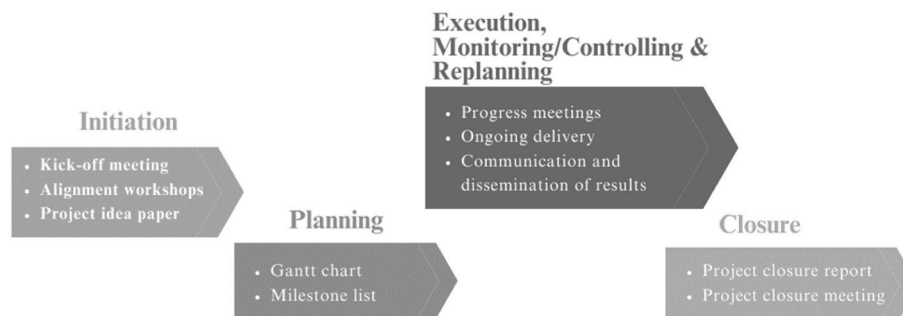 Initiation
• Kick-off meeting
• Alignment workshops
• Project idea paper
Planning
• Gantt chart
• Milestone list
Execution,
Monitoring/Controlling &
Replanning
• Progress meetings
• Ongoing delivery
• Communication and
dissemination of results
Closure
• Project closure report
• Project closure meeting